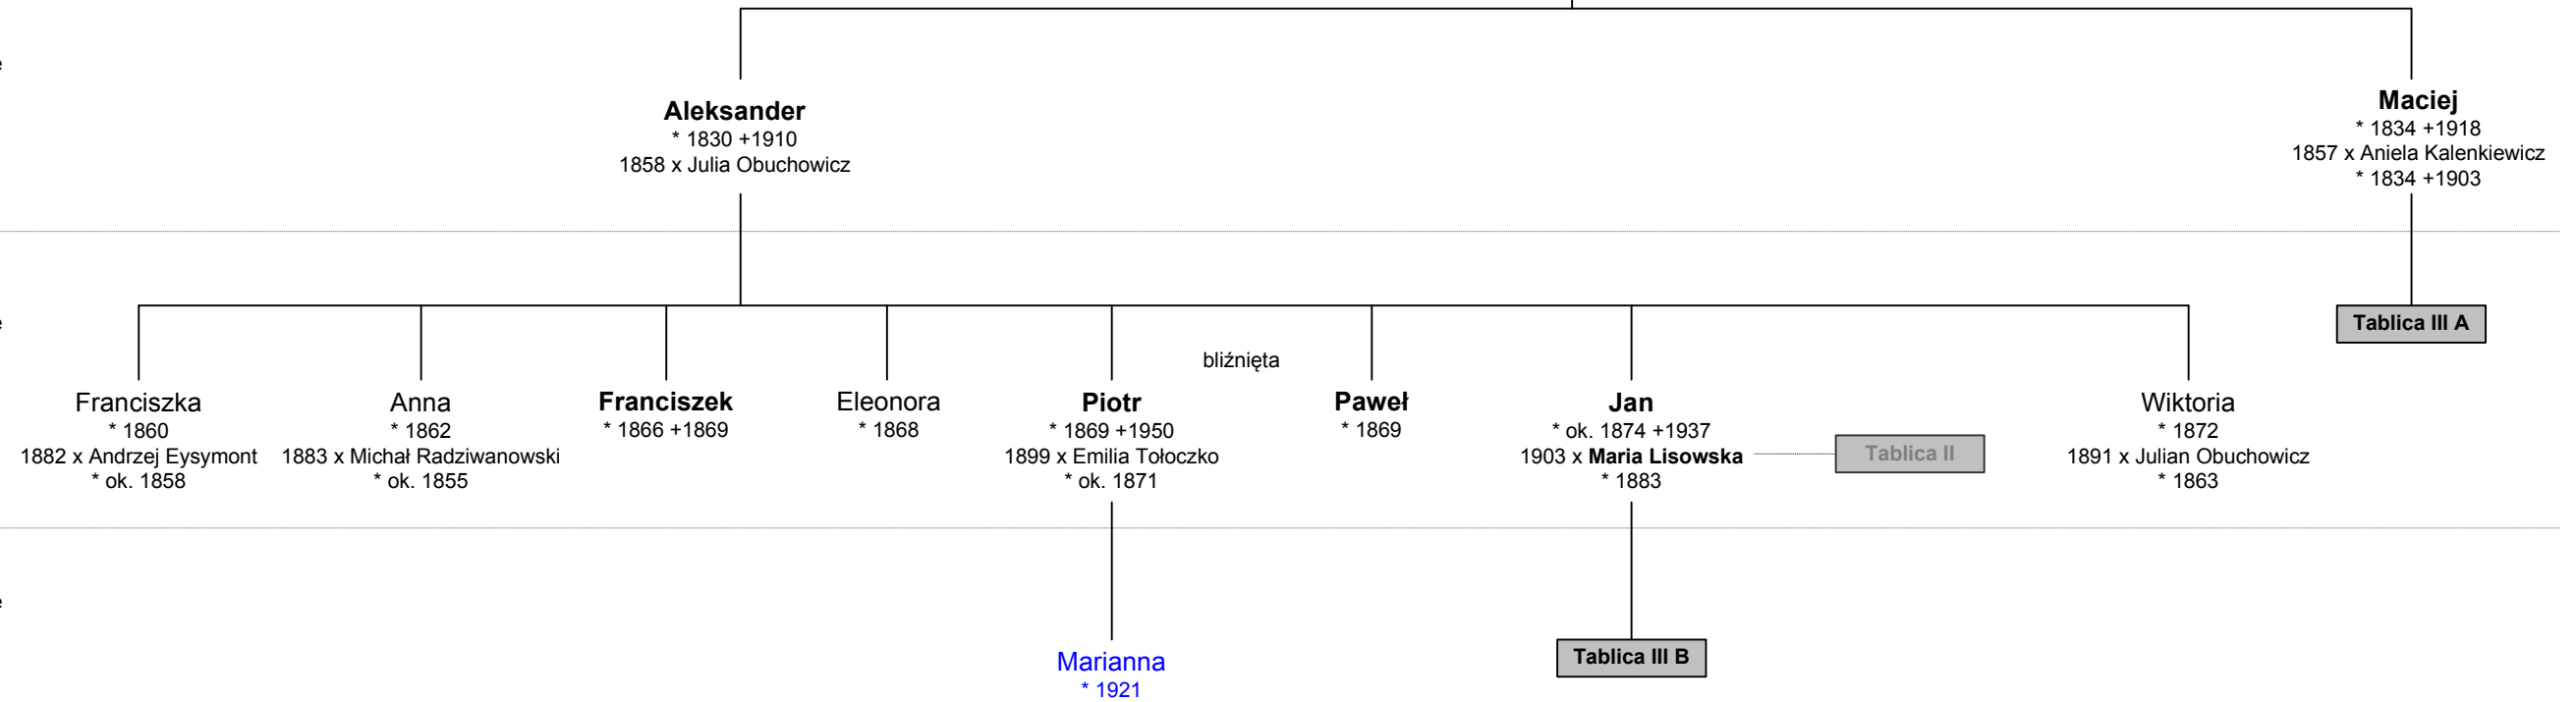 Aleksander
* 1830 +1910
1858 x Julia Obuchowicz
Maciej
* 1834 +1918
1857 x Aniela Kalenkiewicz
* 1834 +1903
Tablica III A
bliźnięta
Franciszka
* 1860
1882 x Andrzej Eysymont
* ok. 1858
Anna
* 1862
1883 x Michał Radziwanowski
* ok. 1855
Franciszek
* 1866 +1869
Eleonora
* 1868
Piotr
* 1869 +1950
1899 x Emilia Tołoczko
* ok. 1871
Paweł
* 1869
Jan
* ok. 1874 +1937
1903 x Maria Lisowska
* 1883
Tablica II
Wiktoria
* 1872
1891 x Julian Obuchowicz
* 1863
Marianna
* 1921
Tablica III B